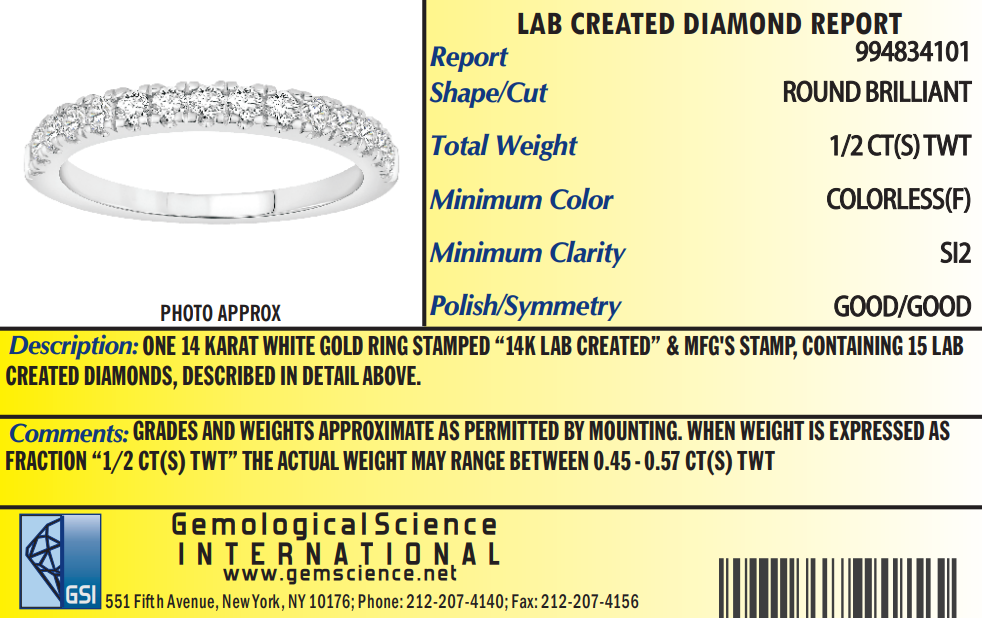 LAB CREATED DIAMOND REPORT
Report 994834101
Shape/Cut ROUND BRILLIANT
Total Weight 1/2 CT(S) TWT
Minimum Color COLORLESS(F)
Minimum Clarity SI2
Polish/Symmetry GOOD/GOOD
PHOTO APPROX
Description: ONE 14 KARAT WHITE GOLD RING STAMPED “14K LAB CREATED” & MFG'S STAMP, CONTAINING 15 LAB
CREATED DIAMONDS, DESCRIBED IN DETAIL ABOVE.
Comments: GRADES AND WEIGHTS APPROXIMATE AS PERMITTED BY MOUNTING. WHEN WEIGHT IS EXPRESSED AS
FRACTION “1/2 CT(S) TWT” THE ACTUAL WEIGHT MAY RANGE BETWEEN 0.45 - 0.57 CT(S) TWT
GemologicalScience
INTERNATIONAL
www.gemscience.net
GSI
551 Fifth Avenue, New York, NY 10176; Phone: 212-207-4140; Fax: 212-207-4156